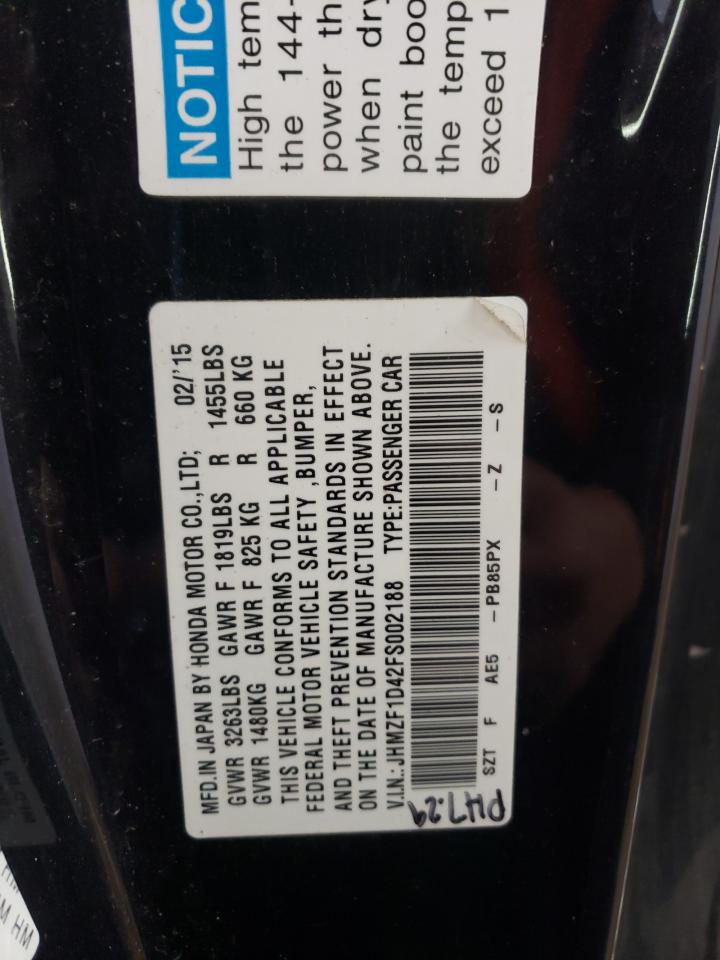 NOTIC
High tem
the 144-
power th
when dry
paint boo
the temp
exceed 1
MFD.IN JAPAN BY HONDA MOTOR CO.,LTD; 02/'15
GVWR 3263LBS GAWR F 1819LBS R 1455LBS
GVWR 1480KG GAWR F 825 KG R 660 KG
THIS VEHICLE CONFORMS TO ALL APPLICABLE
FEDERAL MOTOR VEHICLE SAFETY ,BUMPER,
AND THEFT PREVENTION STANDARDS IN EFFECT
ON THE DATE OF MANUFACTURE SHOWN ABOVE.
V.I.N.:JHMZF1D42FS002188 TYPE:PASSENGER CAR
SZT F AE5 -PB85PX -Z -S
PH7:29
M HM